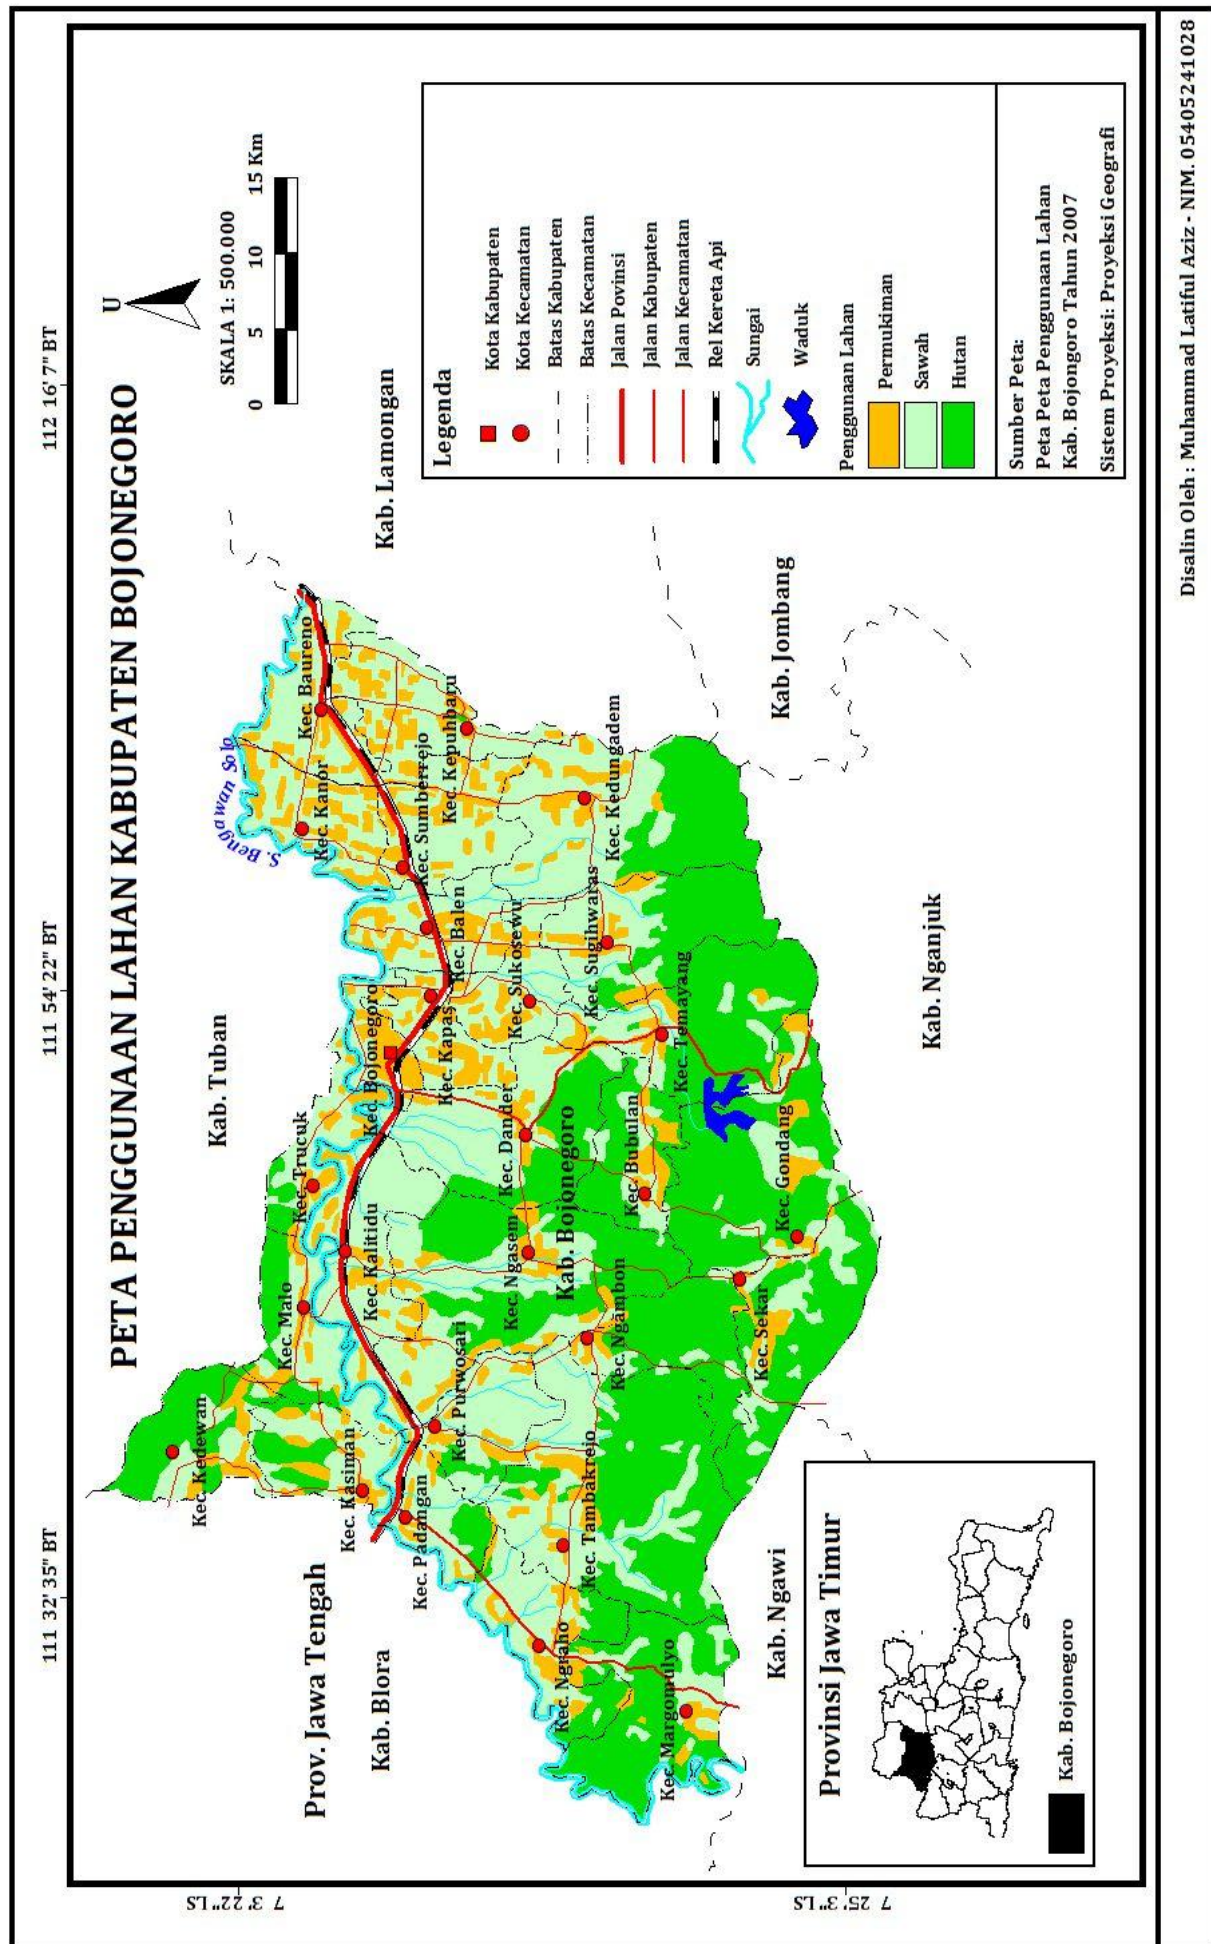 PETA PENGGUNAAN LAHAN KABUPATEN BOJONEGORO
111 32' 35" BT
111 54' 22" BT
112 16' 7" BT
7 3' 22" LS
7 25' 3" LS
U
SKALA 1: 500.000
0 5 10 15 Km
Kab. Tuban
Kab. Lamongan
Prov. Jawa Tengah
Kab. Blora
Kab. Jombang
Kab. Nganjuk
Kab. Ngawi
Kab. Bojonegoro
S. Bengawan Solo
Kec. Kedewan
Kec. Malo
Kec. Trucuk
Kec. Kasiman
Kec. Padangan
Kec. Kalitidu
Kec. Bojonegoro
Kec. Kapas
Kec. Balen
Kec. Sumberrejo
Kec. Kanor
Kec. Baureno
Kec. Kepuhbaru
Kec. Kedungadem
Kec. Sugihwaras
Kec. Sukosewu
Kec. Dander
Kec. Ngasem
Kec. Purwosari
Kec. Ngambon
Kec. Tambakrejo
Kec. Ngraho
Kec. Margomulyo
Kec. Bubulan
Kec. Temayang
Kec. Gondang
Kec. Sekar
Legenda
Kota Kabupaten
Kota Kecamatan
Batas Kabupaten
Batas Kecamatan
Jalan Povinsi
Jalan Kabupaten
Jalan Kecamatan
Rel Kereta Api
Sungai
Waduk
Penggunaan Lahan
Permukiman
Sawah
Hutan
Sumber Peta:
Peta Peta Penggunaan Lahan
Kab. Bojongoro Tahun 2007
Sistem Proyeksi: Proyeksi Geografi
Provinsi Jawa Timur
Kab. Bojonegoro
Disalin Oleh : Muhammad Latiful Aziz - NIM. 05405241028